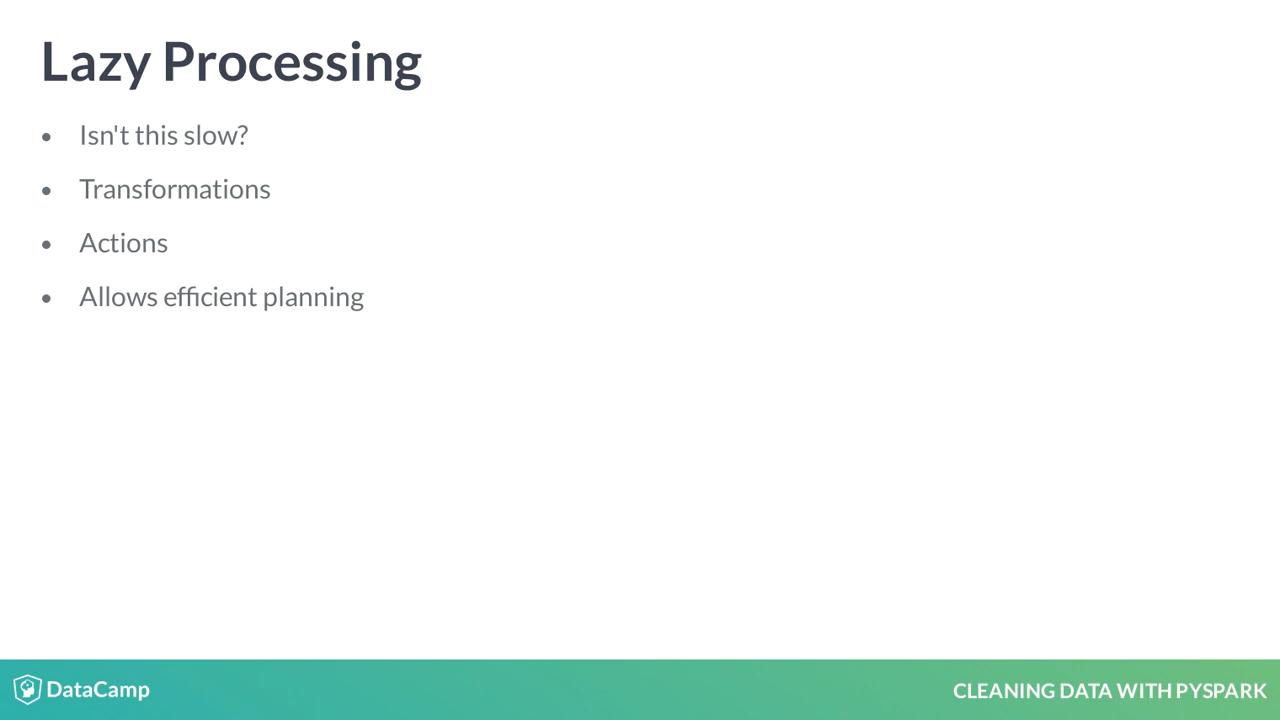 Lazy Processing
• Isn't this slow?
• Transformations
• Actions
• Allows efficient planning
DataCamp
CLEANING DATA WITH PYSPARK